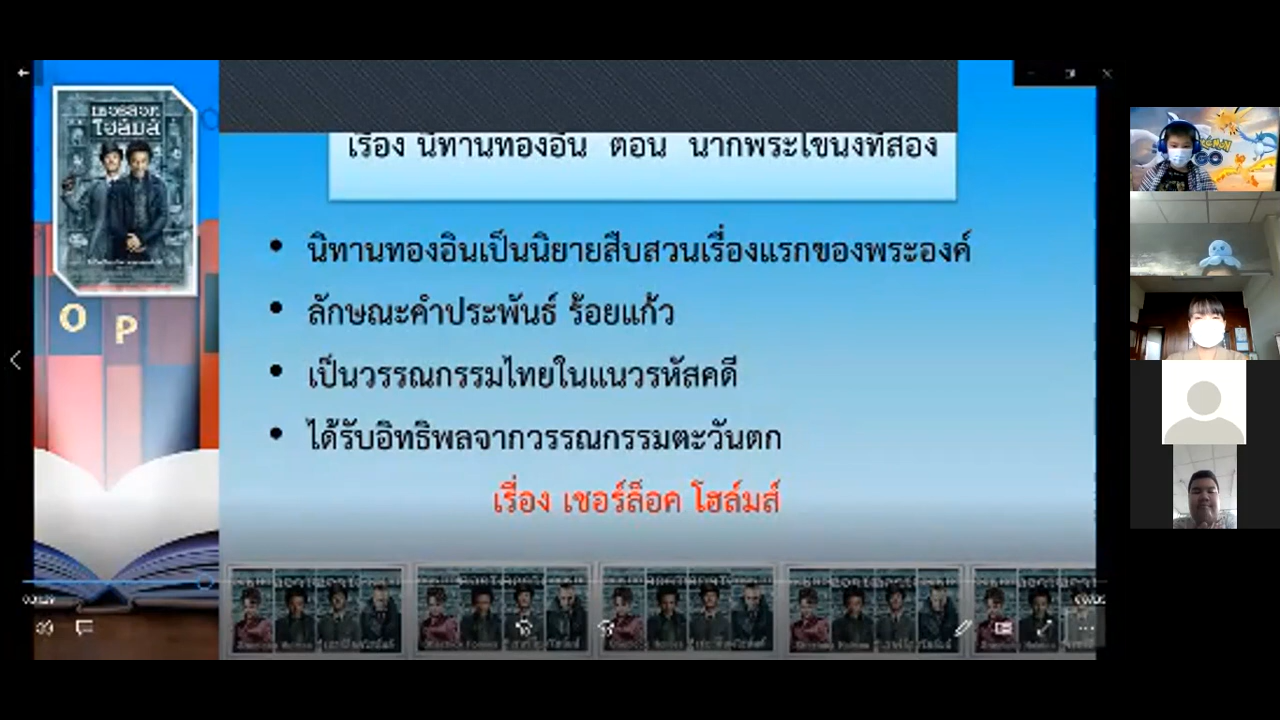 เชอร์ล็อค
โฮล์มส์
เรื่อง นิทานทองอิน ตอน นากพระโขนงที่สอง
O P
• นิทานทองอินเป็นนิยายสืบสวนเรื่องแรกของพระองค์
• ลักษณะคำประพันธ์ ร้อยแก้ว
• เป็นวรรณกรรมไทยในแนวรหัสคดี
• ได้รับอิทธิพลจากวรรณกรรมตะวันตก
เรื่อง เชอร์ล็อค โฮล์มส์
GO